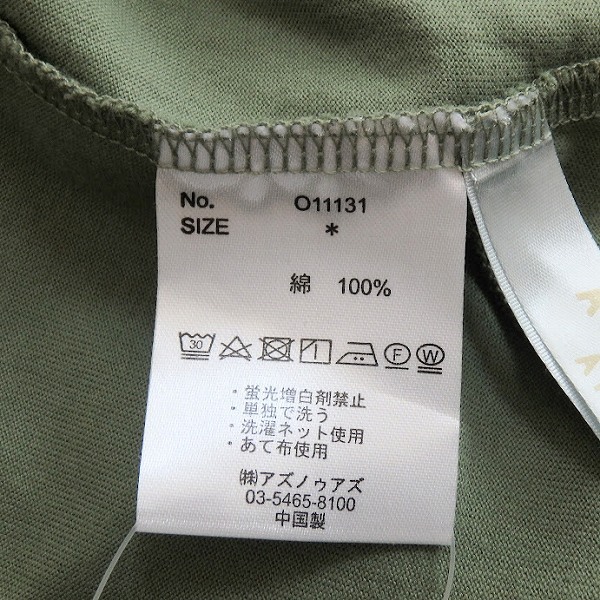 No. O11131
SIZE *
綿 100%
30 F W
・蛍光増白剤禁止
・単独で洗う
・洗濯ネット使用
・あて布使用
㈱アズノゥアズ
03-5465-8100
中国製